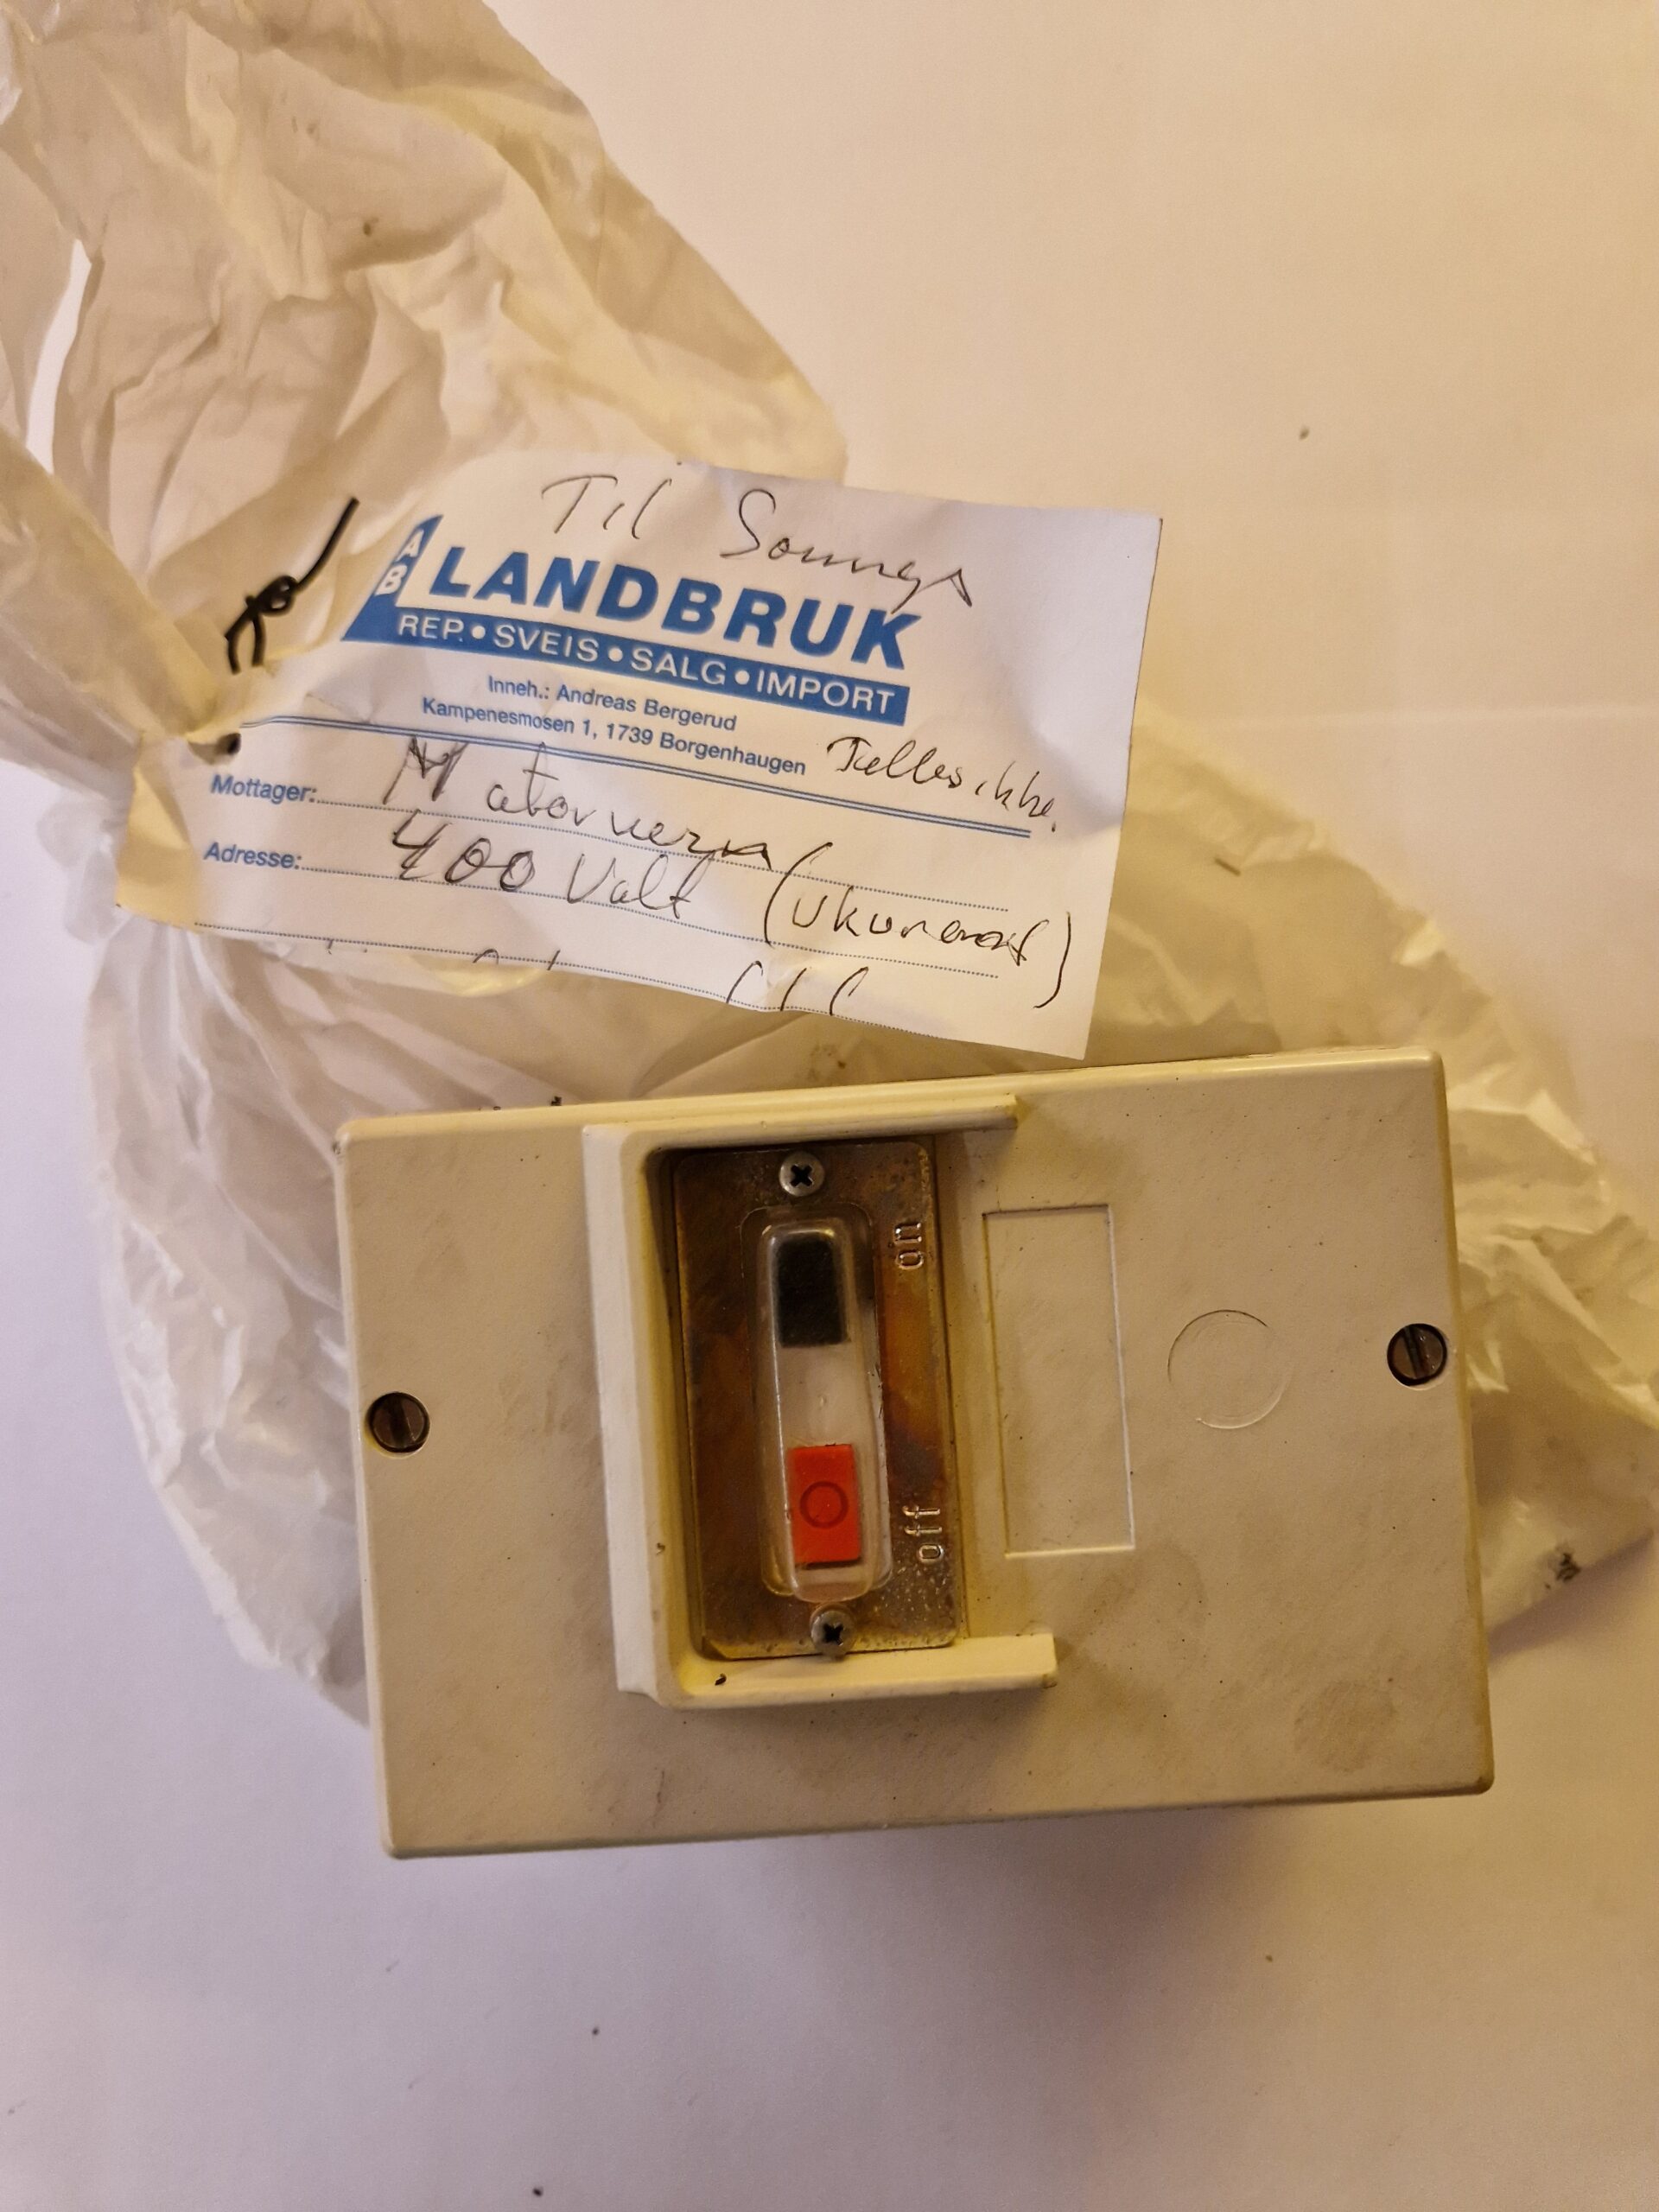 Til
AB LANDBRUK
REP. • SVEIS • SALG • IMPORT
Inneh.: Andreas Bergerud
Kampenesmosen 1, 1739 Borgenhaugen
Mottager: Motorvern
Adresse: 400 Volt (ukurant)
on
O
off